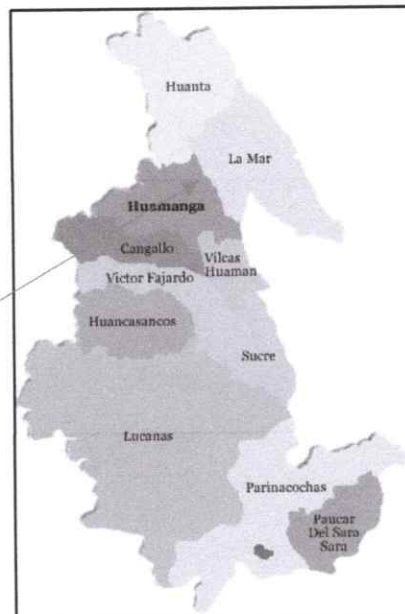 Huanta
La Mar
Huamanga
Cangallo
Vilcas
Huaman
Victor Fajardo
Huancasancos
Sucre
Lucanas
Parinacochas
Paucar
Del Sara
Sara